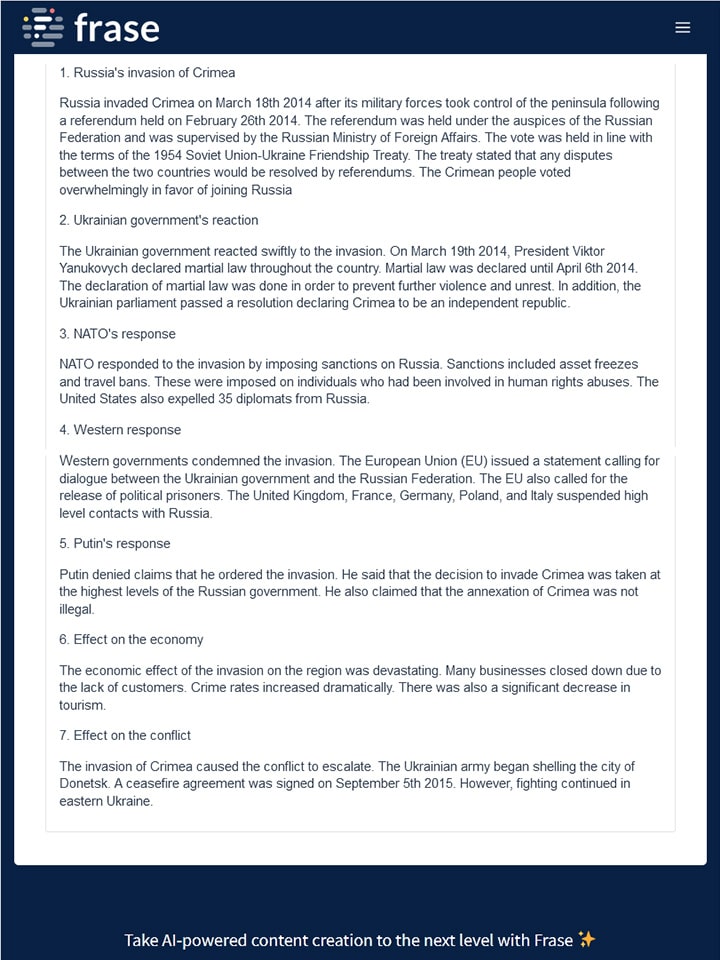 frase
1. Russia's invasion of Crimea
Russia invaded Crimea on March 18th 2014 after its military forces took control of the peninsula following
a referendum held on February 26th 2014. The referendum was held under the auspices of the Russian
Federation and was supervised by the Russian Ministry of Foreign Affairs. The vote was held in line with
the terms of the 1954 Soviet Union-Ukraine Friendship Treaty. The treaty stated that any disputes
between the two countries would be resolved by referendums. The Crimean people voted
overwhelmingly in favor of joining Russia
2. Ukrainian government's reaction
The Ukrainian government reacted swiftly to the invasion. On March 19th 2014, President Viktor
Yanukovych declared martial law throughout the country. Martial law was declared until April 6th 2014.
The declaration of martial law was done in order to prevent further violence and unrest. In addition, the
Ukrainian parliament passed a resolution declaring Crimea to be an independent republic.
3. NATO's response
NATO responded to the invasion by imposing sanctions on Russia. Sanctions included asset freezes
and travel bans. These were imposed on individuals who had been involved in human rights abuses. The
United States also expelled 35 diplomats from Russia.
4. Western response
Western governments condemned the invasion. The European Union (EU) issued a statement calling for
dialogue between the Ukrainian government and the Russian Federation. The EU also called for the
release of political prisoners. The United Kingdom, France, Germany, Poland, and Italy suspended high
level contacts with Russia.
5. Putin's response
Putin denied claims that he ordered the invasion. He said that the decision to invade Crimea was taken at
the highest levels of the Russian government. He also claimed that the annexation of Crimea was not
illegal.
6. Effect on the economy
The economic effect of the invasion on the region was devastating. Many businesses closed down due to
the lack of customers. Crime rates increased dramatically. There was also a significant decrease in
tourism.
7. Effect on the conflict
The invasion of Crimea caused the conflict to escalate. The Ukrainian army began shelling the city of
Donetsk. A ceasefire agreement was signed on September 5th 2015. However, fighting continued in
eastern Ukraine.
Take AI-powered content creation to the next level with Frase ✨